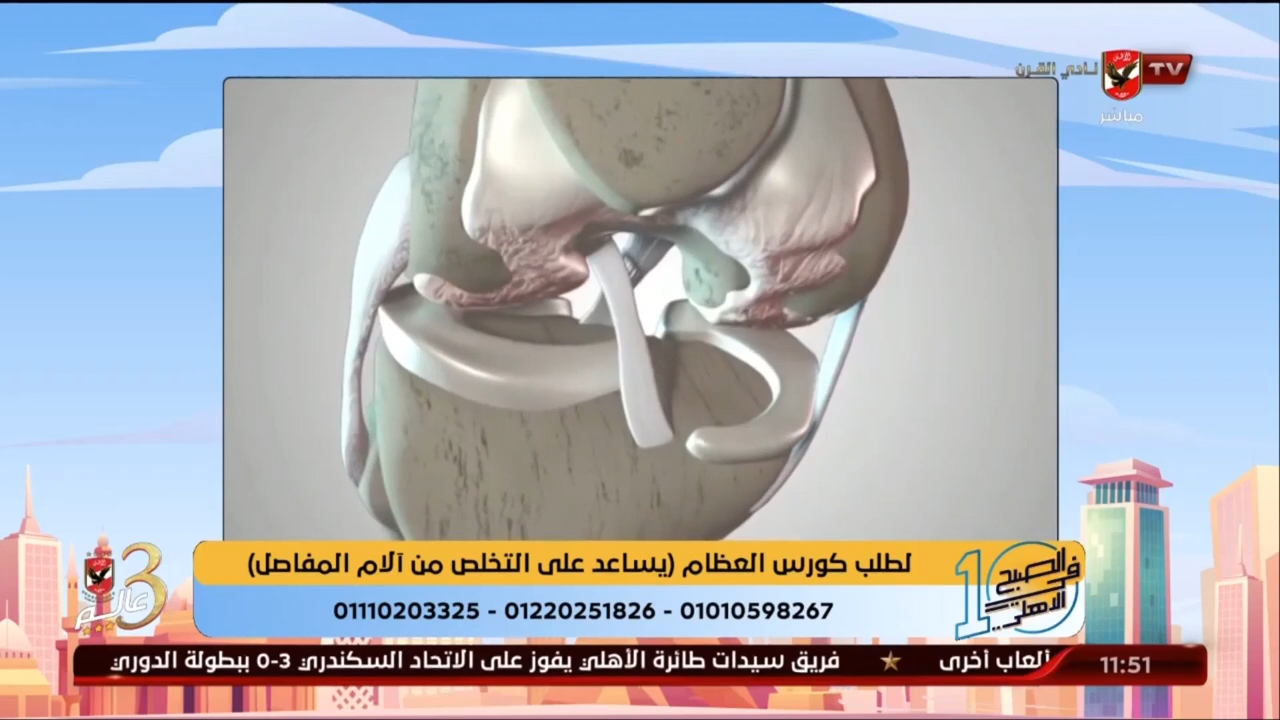 نادي القرن
TV
مباشر
لطلب كورس العظام (يساعد على التخلص من آلام المفاصل)
01010598267 - 01220251826 - 01110203325
10 الصبح في الأهلي
3 عالم
11:51 ألعاب أخرى ★ فريق سيدات طائرة الأهلي يفوز على الاتحاد السكندري 3-0 ببطولة الدوري